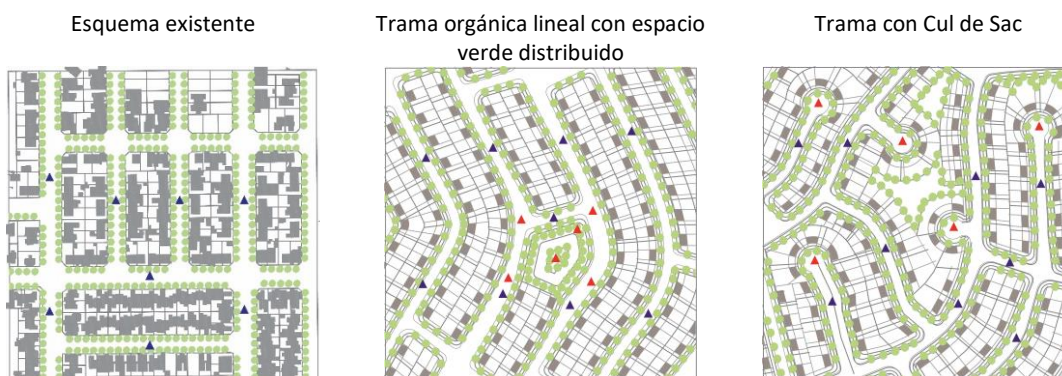 Esquema existente
Trama orgánica lineal con espacio
verde distribuido
Trama con Cul de Sac